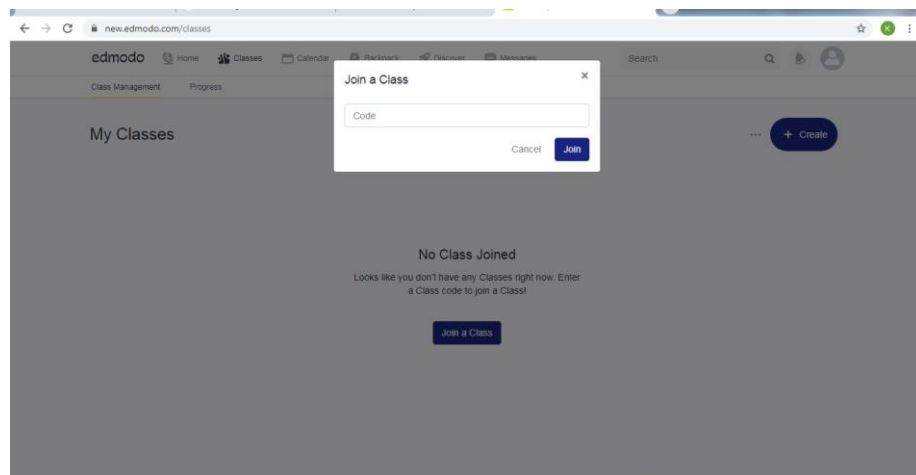 new.edmodo.com/classes
K
edmodo Home Classes Calendar Backpack Discover Messages Search
Class Management Progress
Join a Class ×
Code
Cancel Join
My Classes ... + Create
No Class Joined
Looks like you don't have any Classes right now. Enter
a Class code to join a Class!
Join a Class